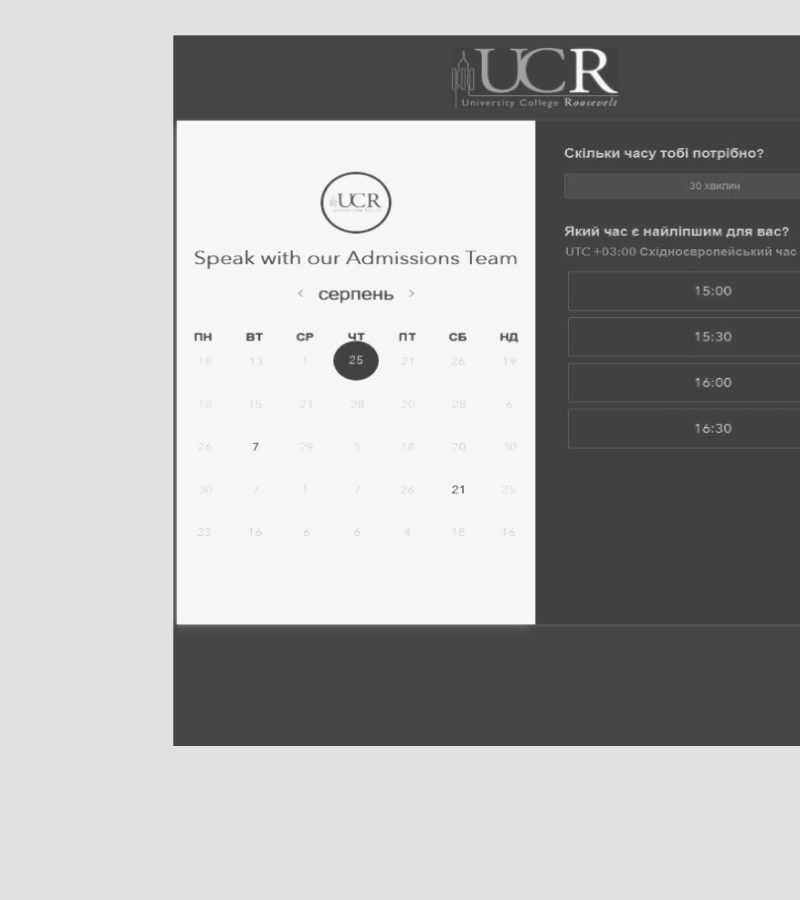 UCR
University College Roosevelt
UCR
Speak with our Admissions Team
‹ серпень ›
ПН ВТ СР ЧТ ПТ СБ НД
18 13 1 25 21 26 19
18 15 21 28 20 28 6
26 7 29 3 18 20 30
30 7 1 7 26 21 25
23 16 6 6 4 18 16
Скільки часу тобі потрібно?
30 хвилин
Який час є найліпшим для вас?
UTC +03:00 Східноєвропейський час
15:00
15:30
16:00
16:30